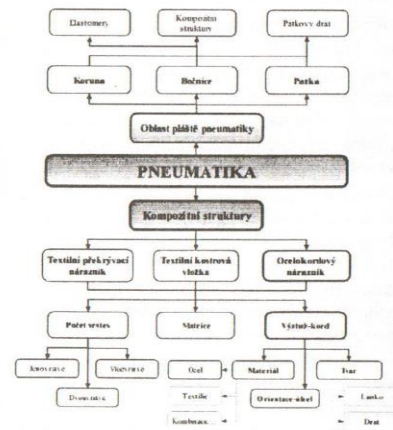 Elastomery
Kompozitní
struktury
Patkový drát
Koruna
Bočnice
Patka
Oblast pláště pneumatiky
PNEUMATIKA
Kompozitní struktury
Textilní překrývací
nárazník
Textilní kostrová
vložka
Ocelokordový
nárazník
Počet vrstev
Matrice
Výztuž-kord
Jednovrstvé
Vícevrstvé
Ocel
Materiál
Tvar
Dvouvrstvé
Textilie
Orientace-úhel
Lanko
Kombinace
Drát